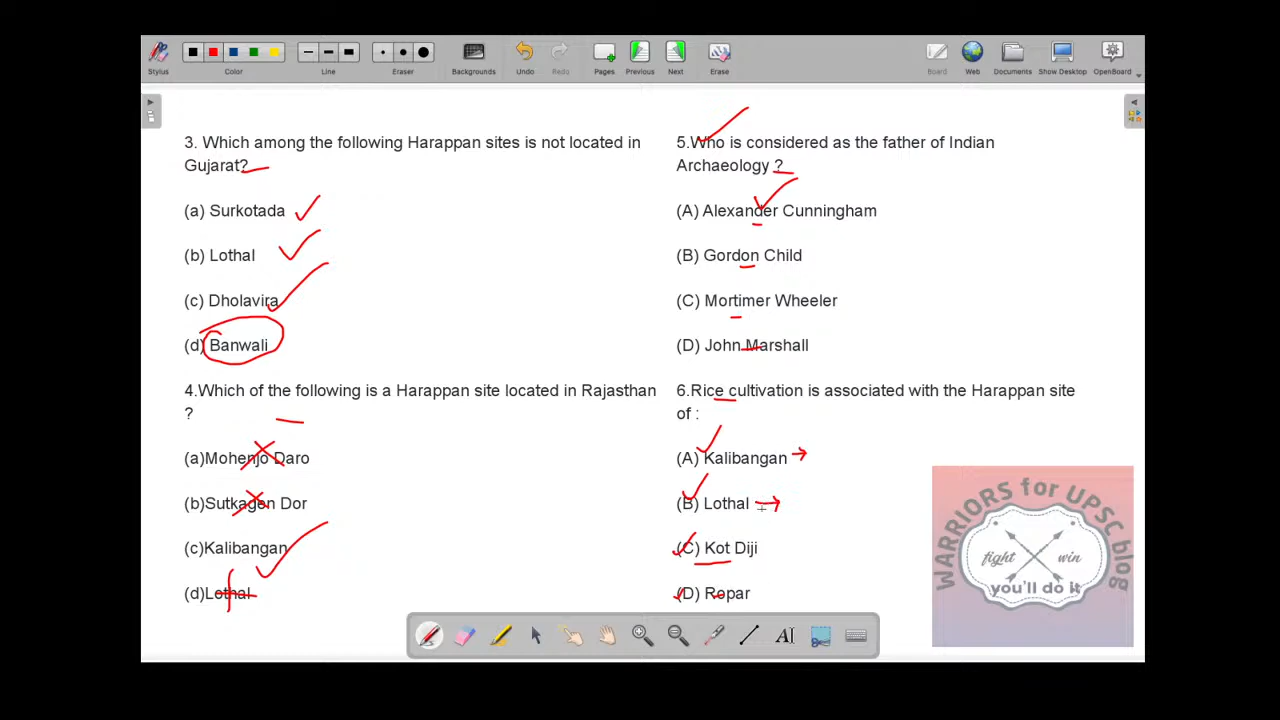 Stylus
Color
Line
Eraser
Backgrounds
Undo
Redo
Pages
Previous
Next
Erase
Board
Web
Documents
Show Desktop
OpenBoard
3. Which among the following Harappan sites is not located in
Gujarat?
(a) Surkotada
(b) Lothal
(c) Dholavira
(d) Banwali
4.Which of the following is a Harappan site located in Rajasthan
?
(a)Mohenjo Daro
(b)Sutkagen Dor
(c)Kalibangan
(d)Lothal
5.Who is considered as the father of Indian
Archaeology ?
(A) Alexander Cunningham
(B) Gordon Child
(C) Mortimer Wheeler
(D) John Marshall
6.Rice cultivation is associated with the Harappan site
of :
(A) Kalibangan
(B) Lothal
(C) Kot Diji
(D) Ropar
WARRIORS for UPSC blog
fight win
you'll do it
AI